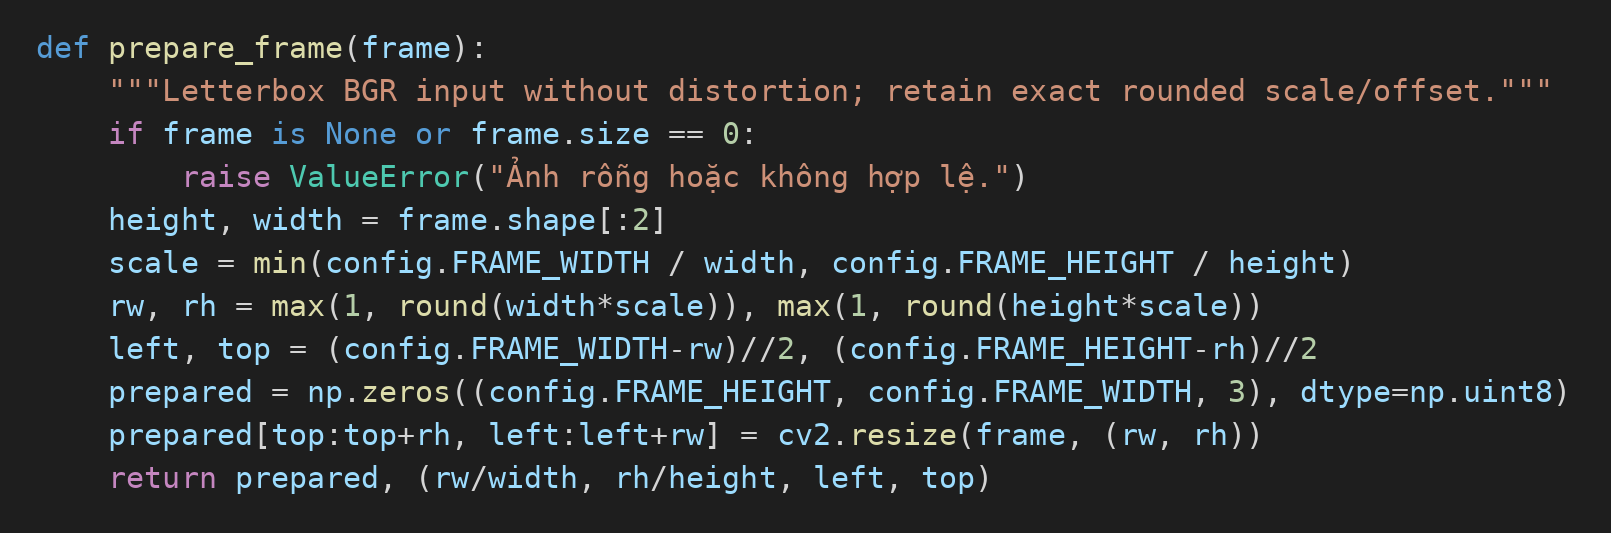 def prepare_frame(frame):
    """Letterbox BGR input without distortion; retain exact rounded scale/offset."""
    if frame is None or frame.size == 0:
        raise ValueError("Ảnh rỗng hoặc không hợp lệ.")
    height, width = frame.shape[:2]
    scale = min(config.FRAME_WIDTH / width, config.FRAME_HEIGHT / height)
    rw, rh = max(1, round(width*scale)), max(1, round(height*scale))
    left, top = (config.FRAME_WIDTH-rw)//2, (config.FRAME_HEIGHT-rh)//2
    prepared = np.zeros((config.FRAME_HEIGHT, config.FRAME_WIDTH, 3), dtype=np.uint8)
    prepared[top:top+rh, left:left+rw] = cv2.resize(frame, (rw, rh))
    return prepared, (rw/width, rh/height, left, top)